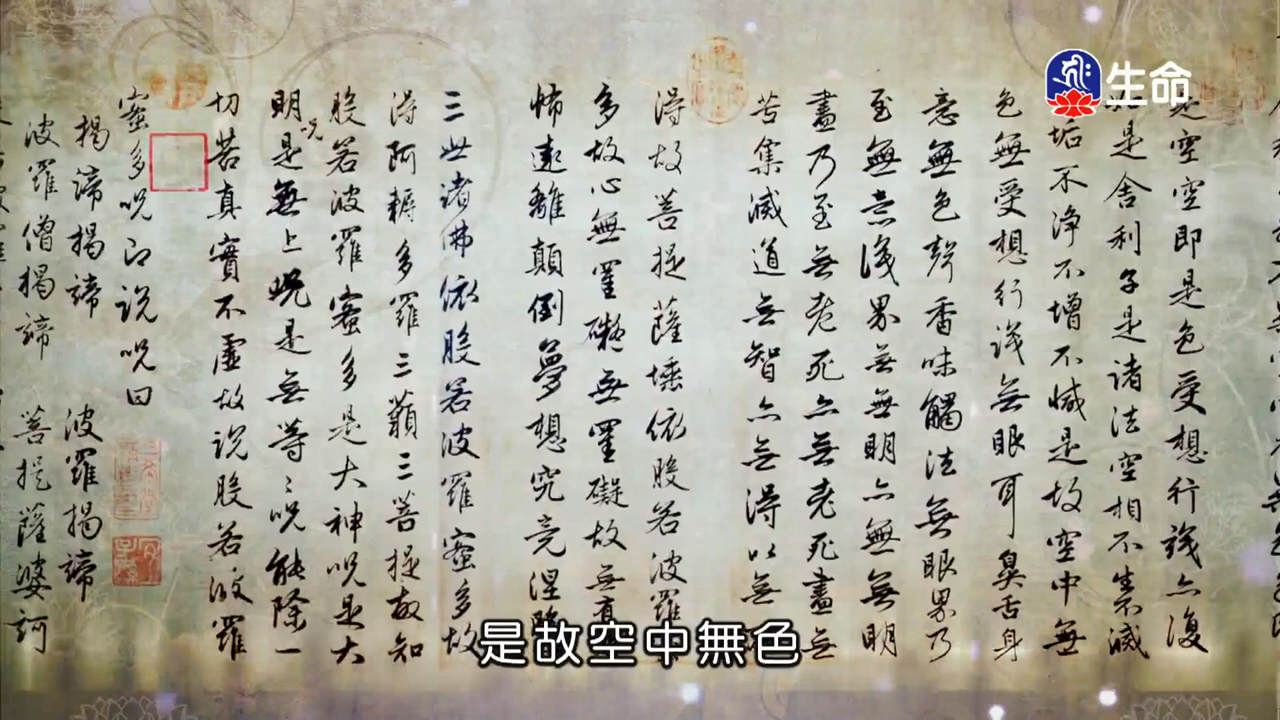 生命
是空空即是色受想行識亦復
是舍利子是諸法空相不生不滅
垢不淨不增不減是故空中無
色無受想行識無眼耳鼻舌身
意無色聲香味觸法無眼界乃
至無意識界無無明亦無無明
盡乃至無老死亦無老死盡無
苦集滅道無智亦無得以無
得故菩提薩埵依般若波羅
多故心無罣礙無罣礙故無有
怖遠離顛倒夢想究竟涅
三世諸佛依般若波羅蜜多故
得阿耨多羅三藐三菩提故知
般若波羅蜜多是大神呪是大
明呪是無上呪是無等〻呪能除一
切苦真實不虛故說般若波羅
蜜多呪即說呪曰
揭諦揭諦 波羅揭諦
波羅僧揭諦 菩提薩婆訶
是故空中無色